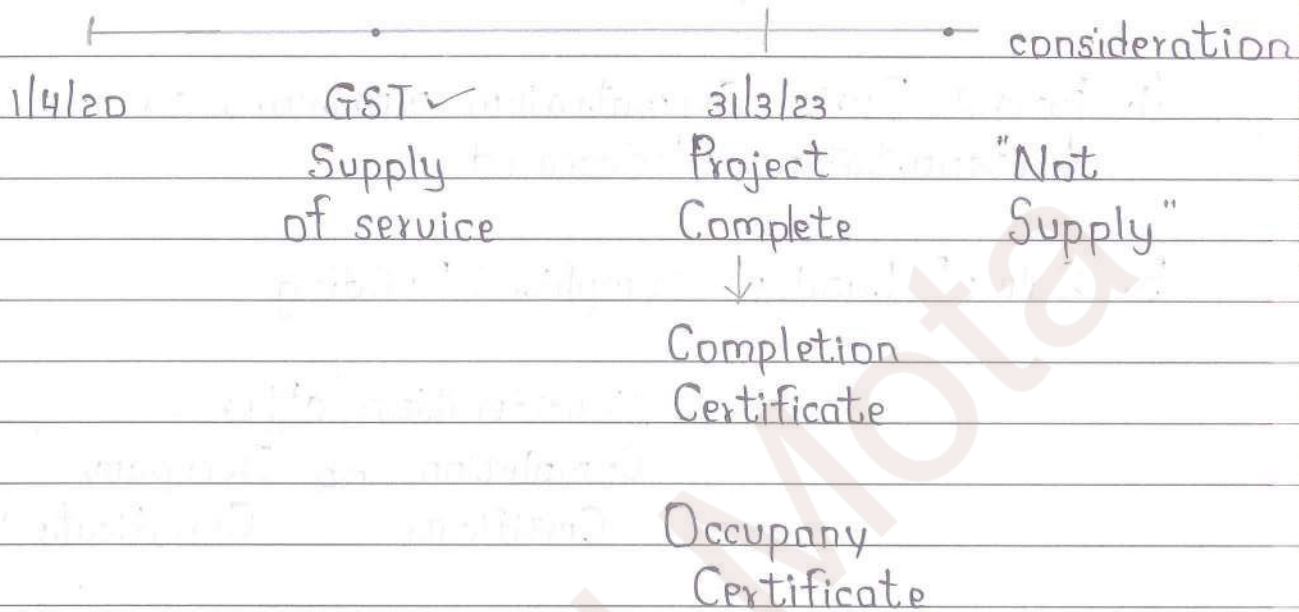 consideration
1/4/20 GST ✓ 31/3/23
Supply Project "Not
of service Complete Supply"
↓
Completion
Certificate
Occupany
Certificate
Mota